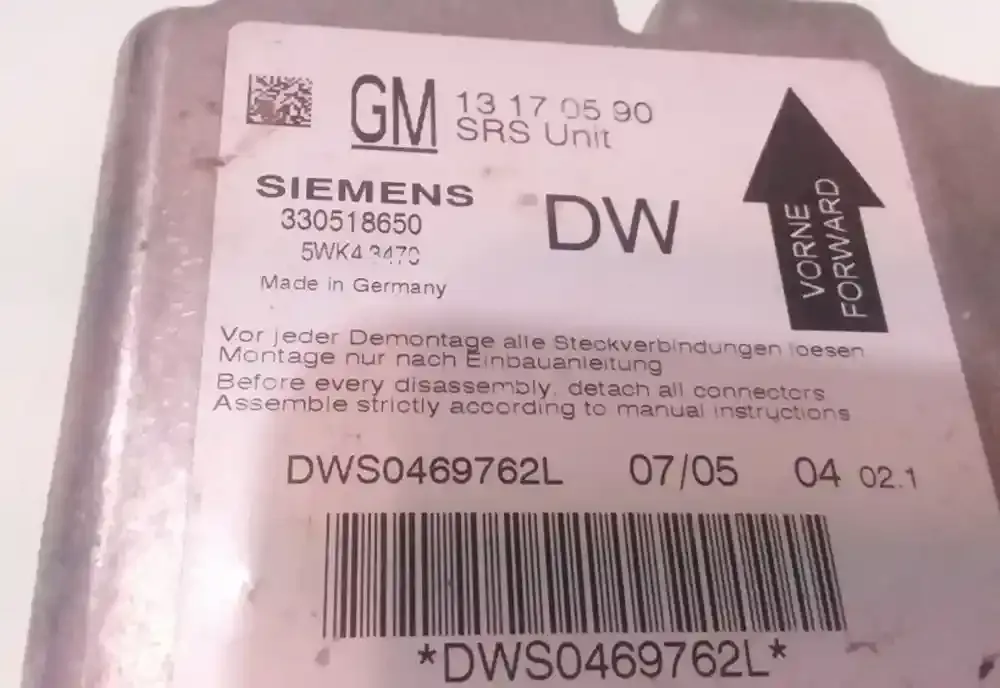 GM 13 17 05 90
SRS Unit
SIEMENS
330518650
DW
Made in Germany
VORNE
FORWARD
Vor jeder Demontage alle Steckverbindungen loesen
Montage nur nach Einbauanleitung
Before every disassembly, detach all connectors
Assemble strictly according to manual instructions
DWS0469762L 07/05 04 02.1
*DWS0469762L*